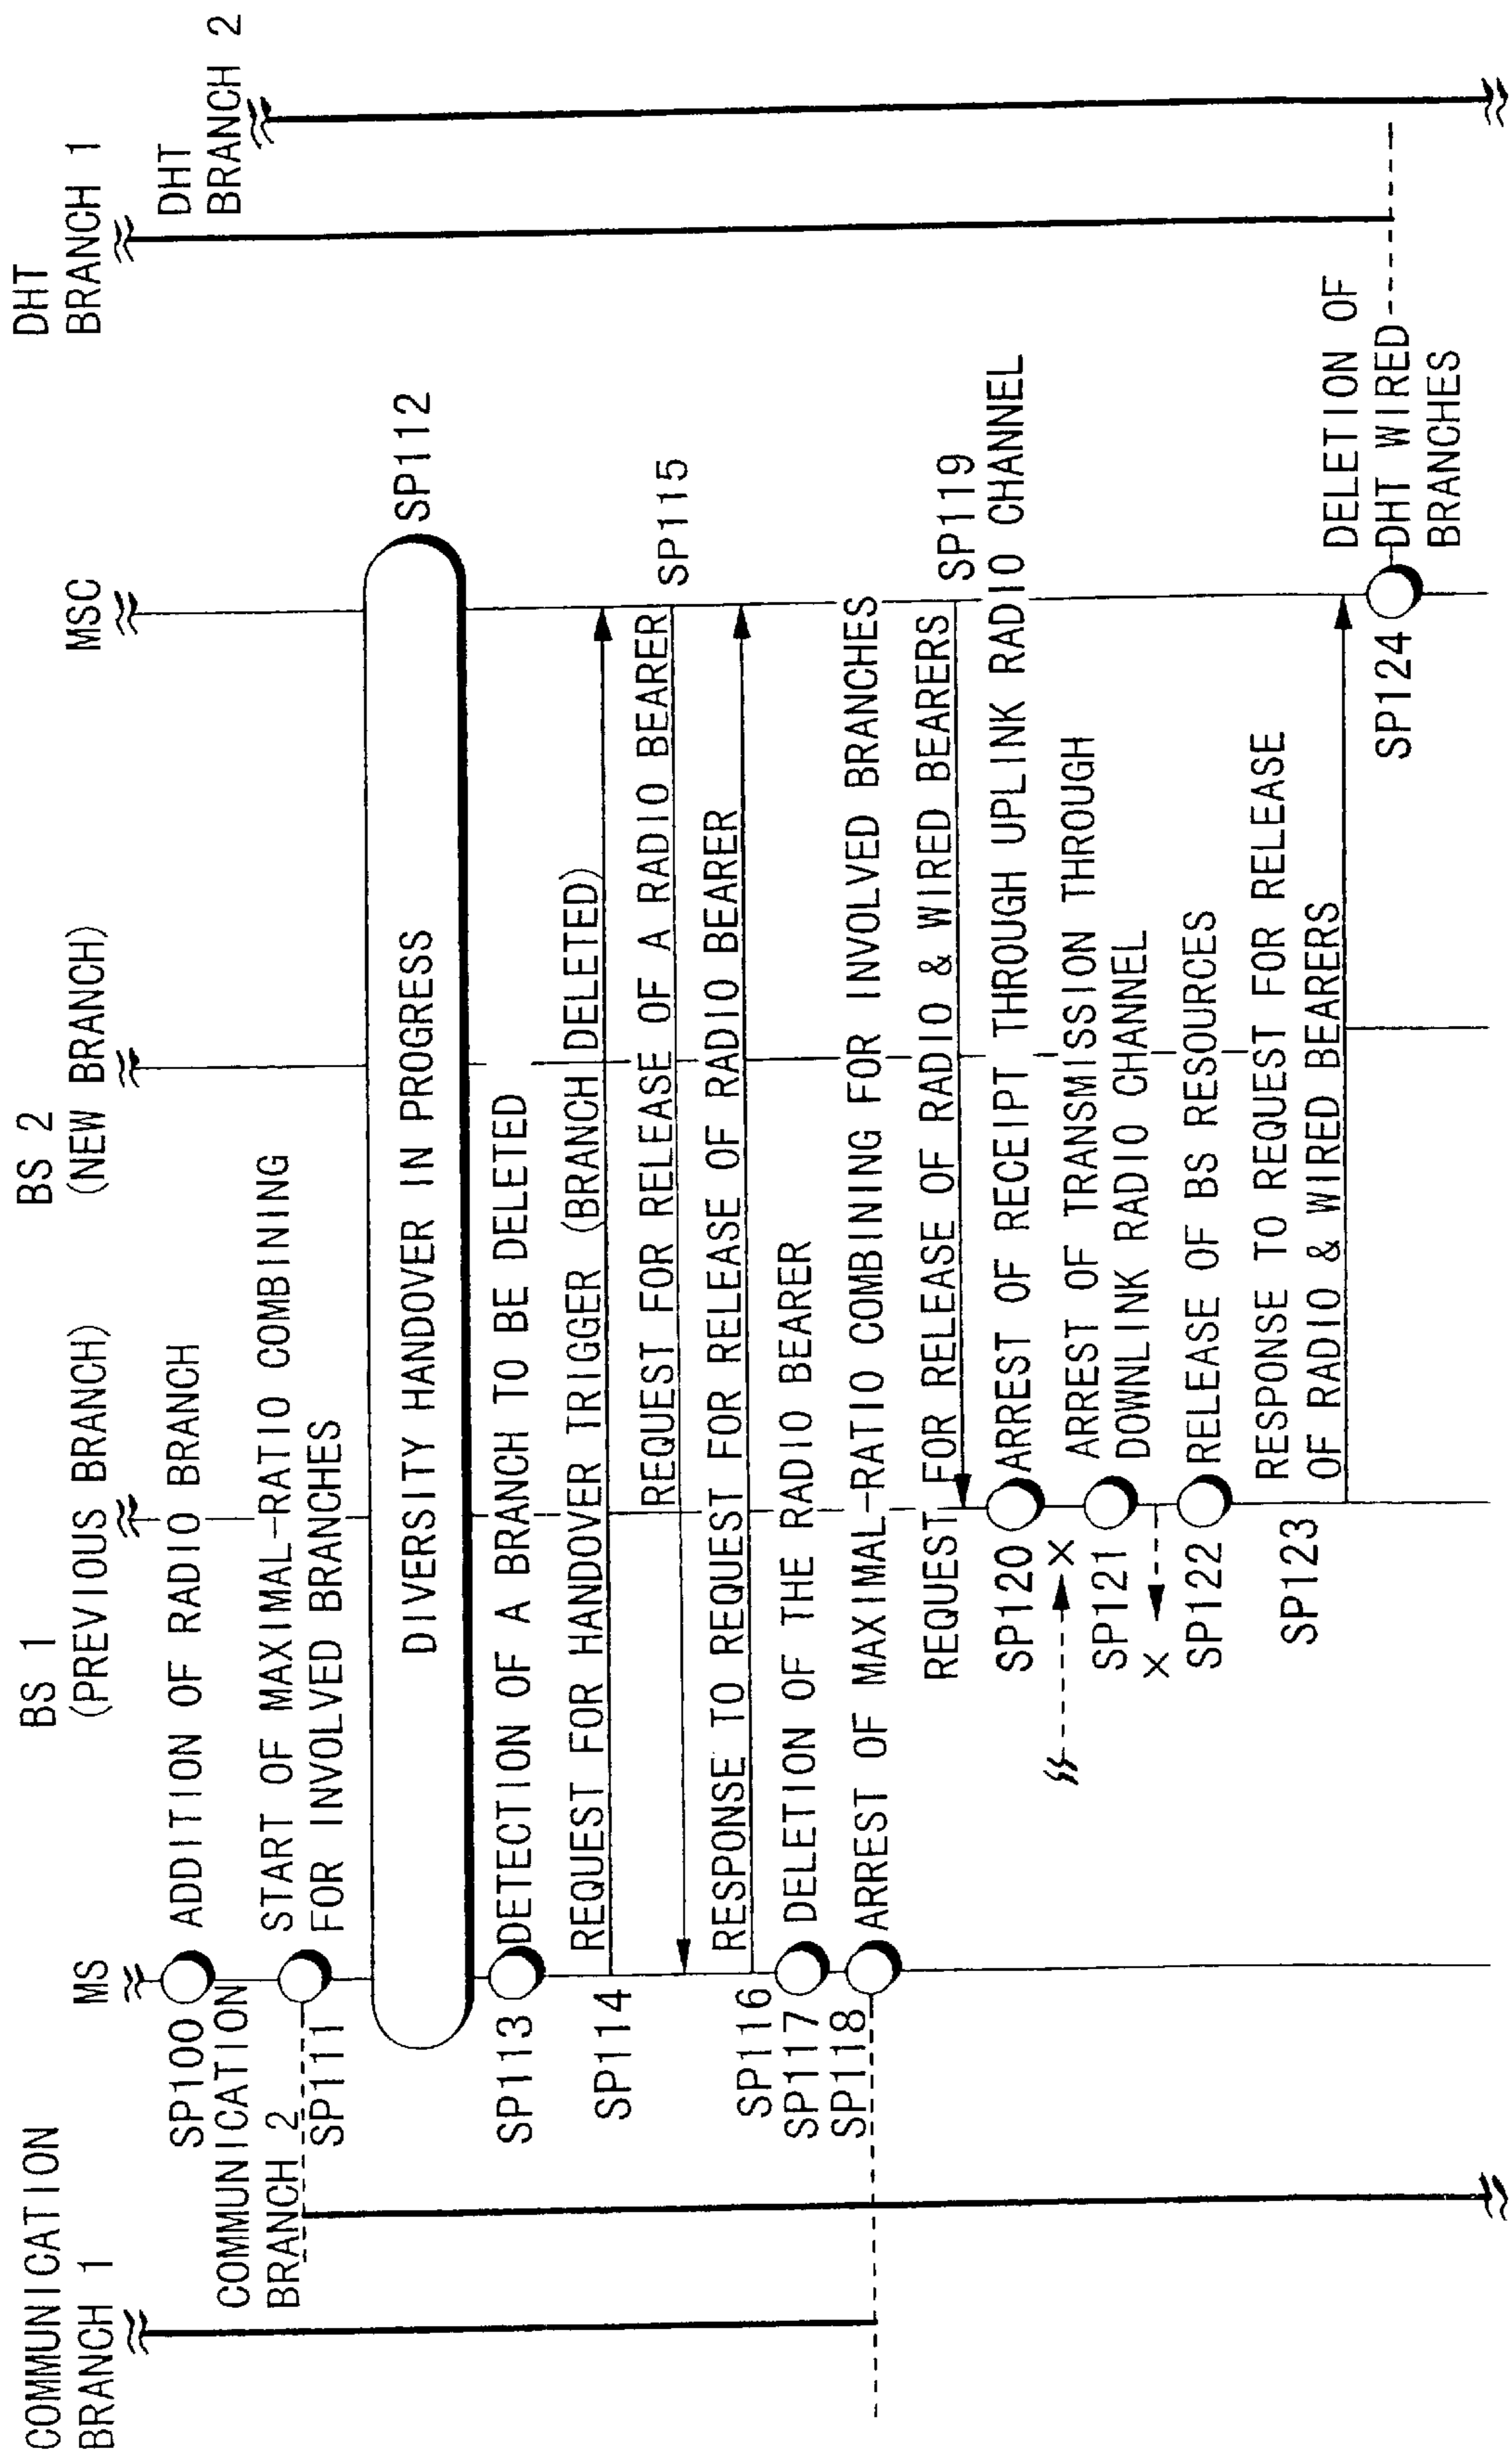 COMMUNICATION
BRANCH 1
MS
BS 1
(PREVIOUS BRANCH)
BS 2
(NEW BRANCH)
MSC
DHT
BRANCH 1
DHT
BRANCH 2
SP100
ADDITION OF RADIO BRANCH
COMMUNICATION
BRANCH 2
SP111
START OF MAXIMAL-RATIO COMBINING
FOR INVOLVED BRANCHES
DIVERSITY HANDOVER IN PROGRESS
SP112
SP113
DETECTION OF A BRANCH TO BE DELETED
SP114
REQUEST FOR HANDOVER TRIGGER (BRANCH DELETED)
REQUEST FOR RELEASE OF A RADIO BEARER
SP115
SP116
RESPONSE TO REQUEST FOR RELEASE OF RADIO BEARER
SP117
DELETION OF THE RADIO BEARER
SP118
ARREST OF MAXIMAL-RATIO COMBINING FOR INVOLVED BRANCHES
REQUEST FOR RELEASE OF RADIO & WIRED BEARERS
SP119
SP120
ARREST OF RECEIPT THROUGH UPLINK RADIO CHANNEL
X
SP121
ARREST OF TRANSMISSION THROUGH
DOWNLINK RADIO CHANNEL
X
SP122
RELEASE OF BS RESOURCES
SP123
RESPONSE TO REQUEST FOR RELEASE
OF RADIO & WIRED BEARERS
SP124
DELETION OF
DHT WIRED
BRANCHES